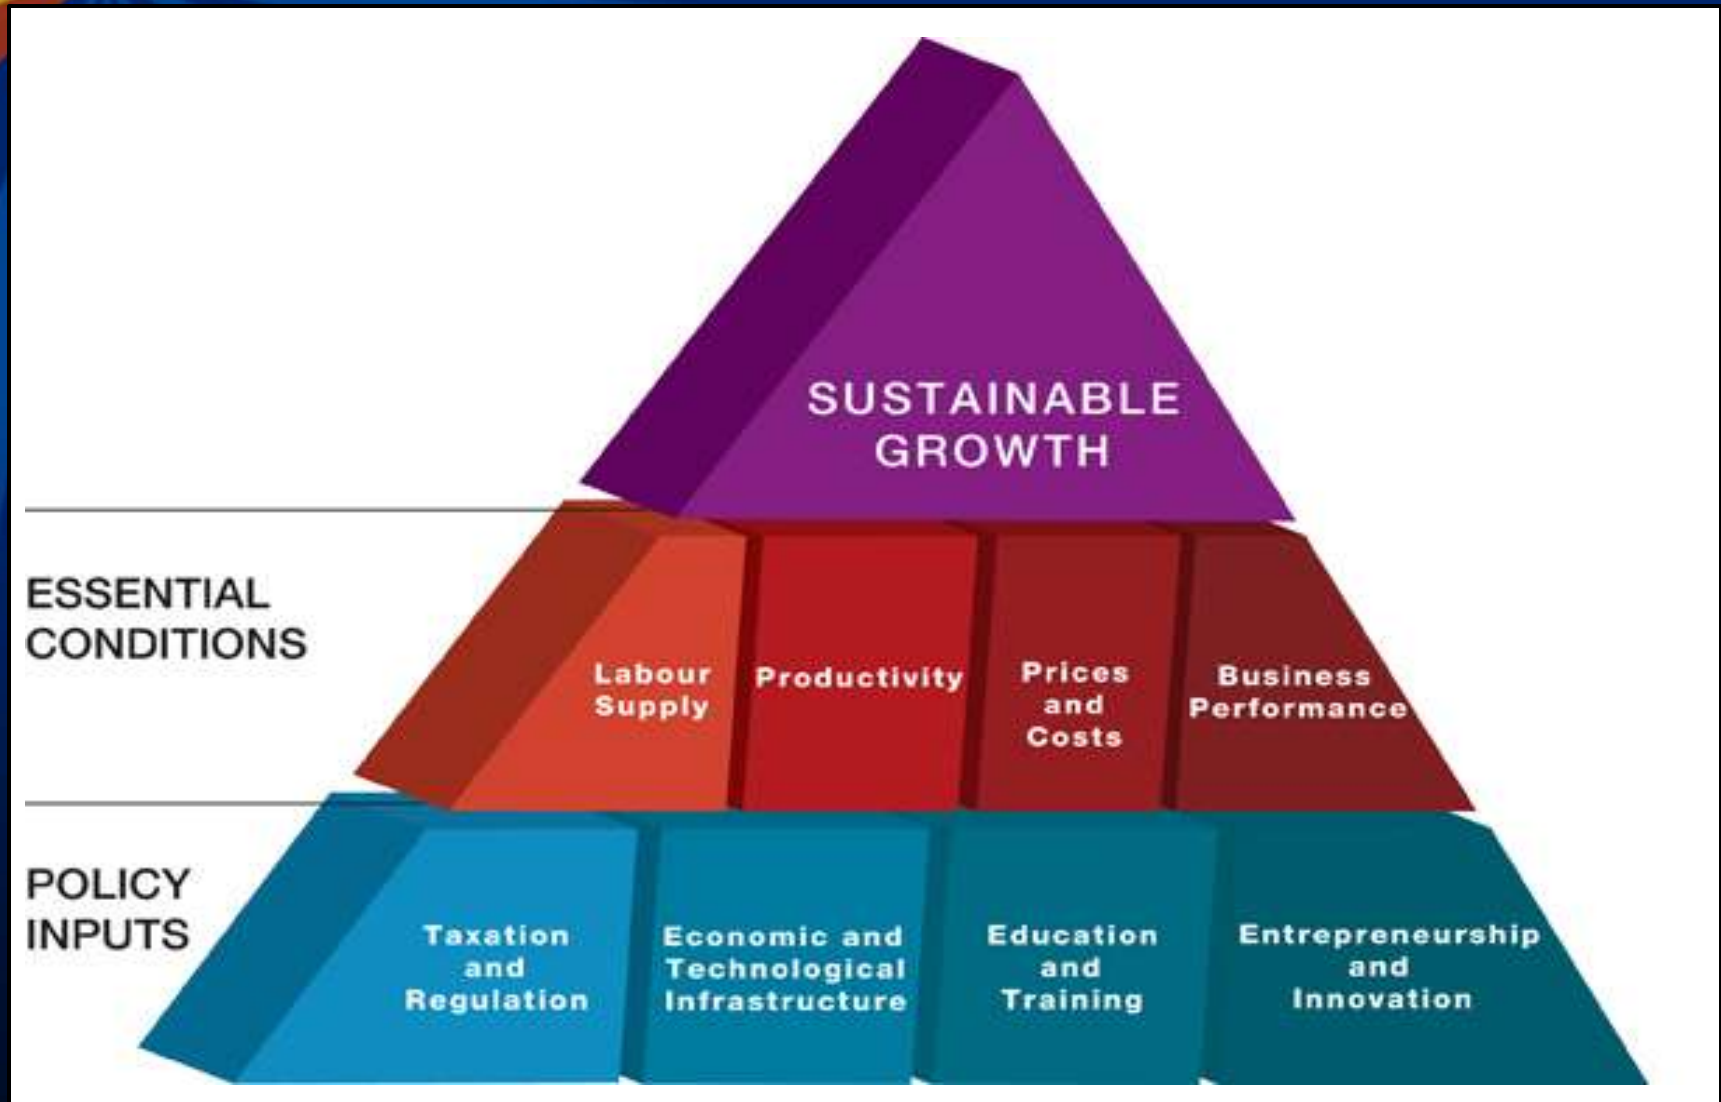 SUSTAINABLE
GROWTH
ESSENTIAL
CONDITIONS
Labour
Supply
Productivity
Prices
and
Costs
Business
Performance
POLICY
INPUTS
Taxation
and
Regulation
Economic and
Technological
Infrastructure
Education
and
Training
Entrepreneurship
and
Innovation